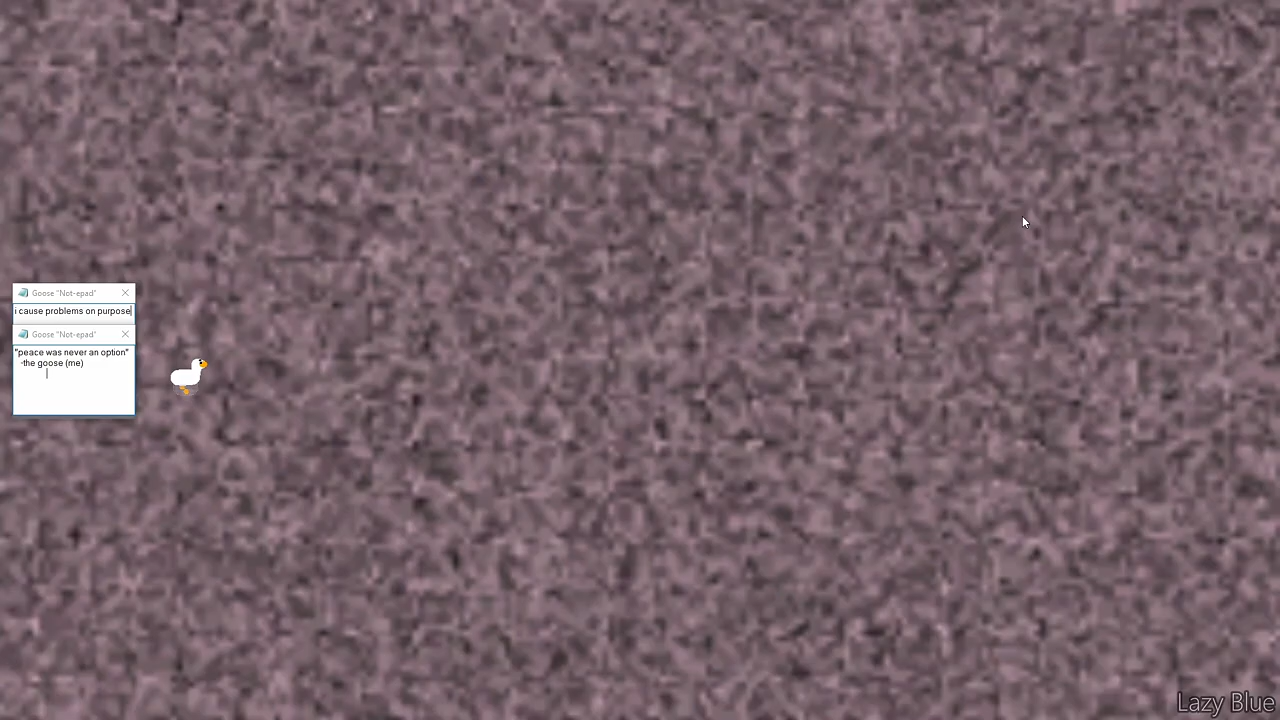 Goose "Not-epad"
i cause problems on purpose
Goose "Not-epad"
"peace was never an option"
-the goose (me)
Lazy Blue